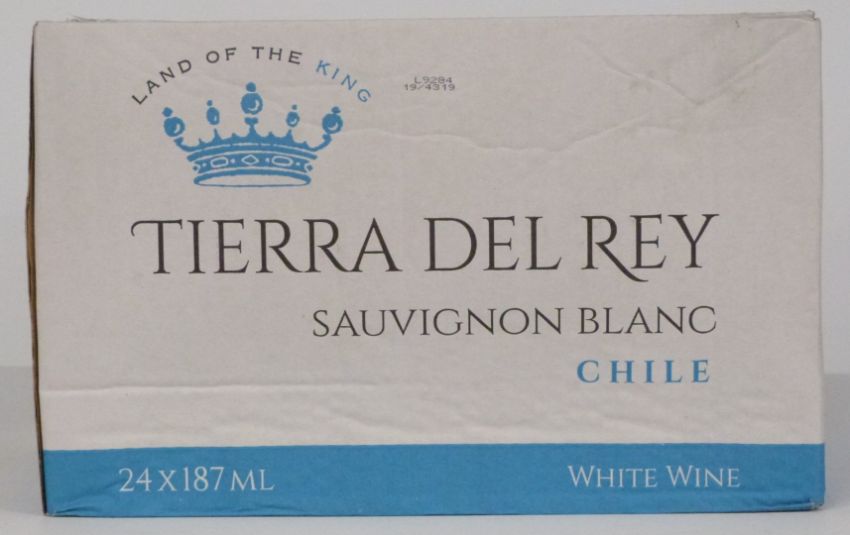 LAND OF THE KING
L9284
19/4319
TIERRA DEL REY
SAUVIGNON BLANC
CHILE
24 X 187 ML
WHITE WINE